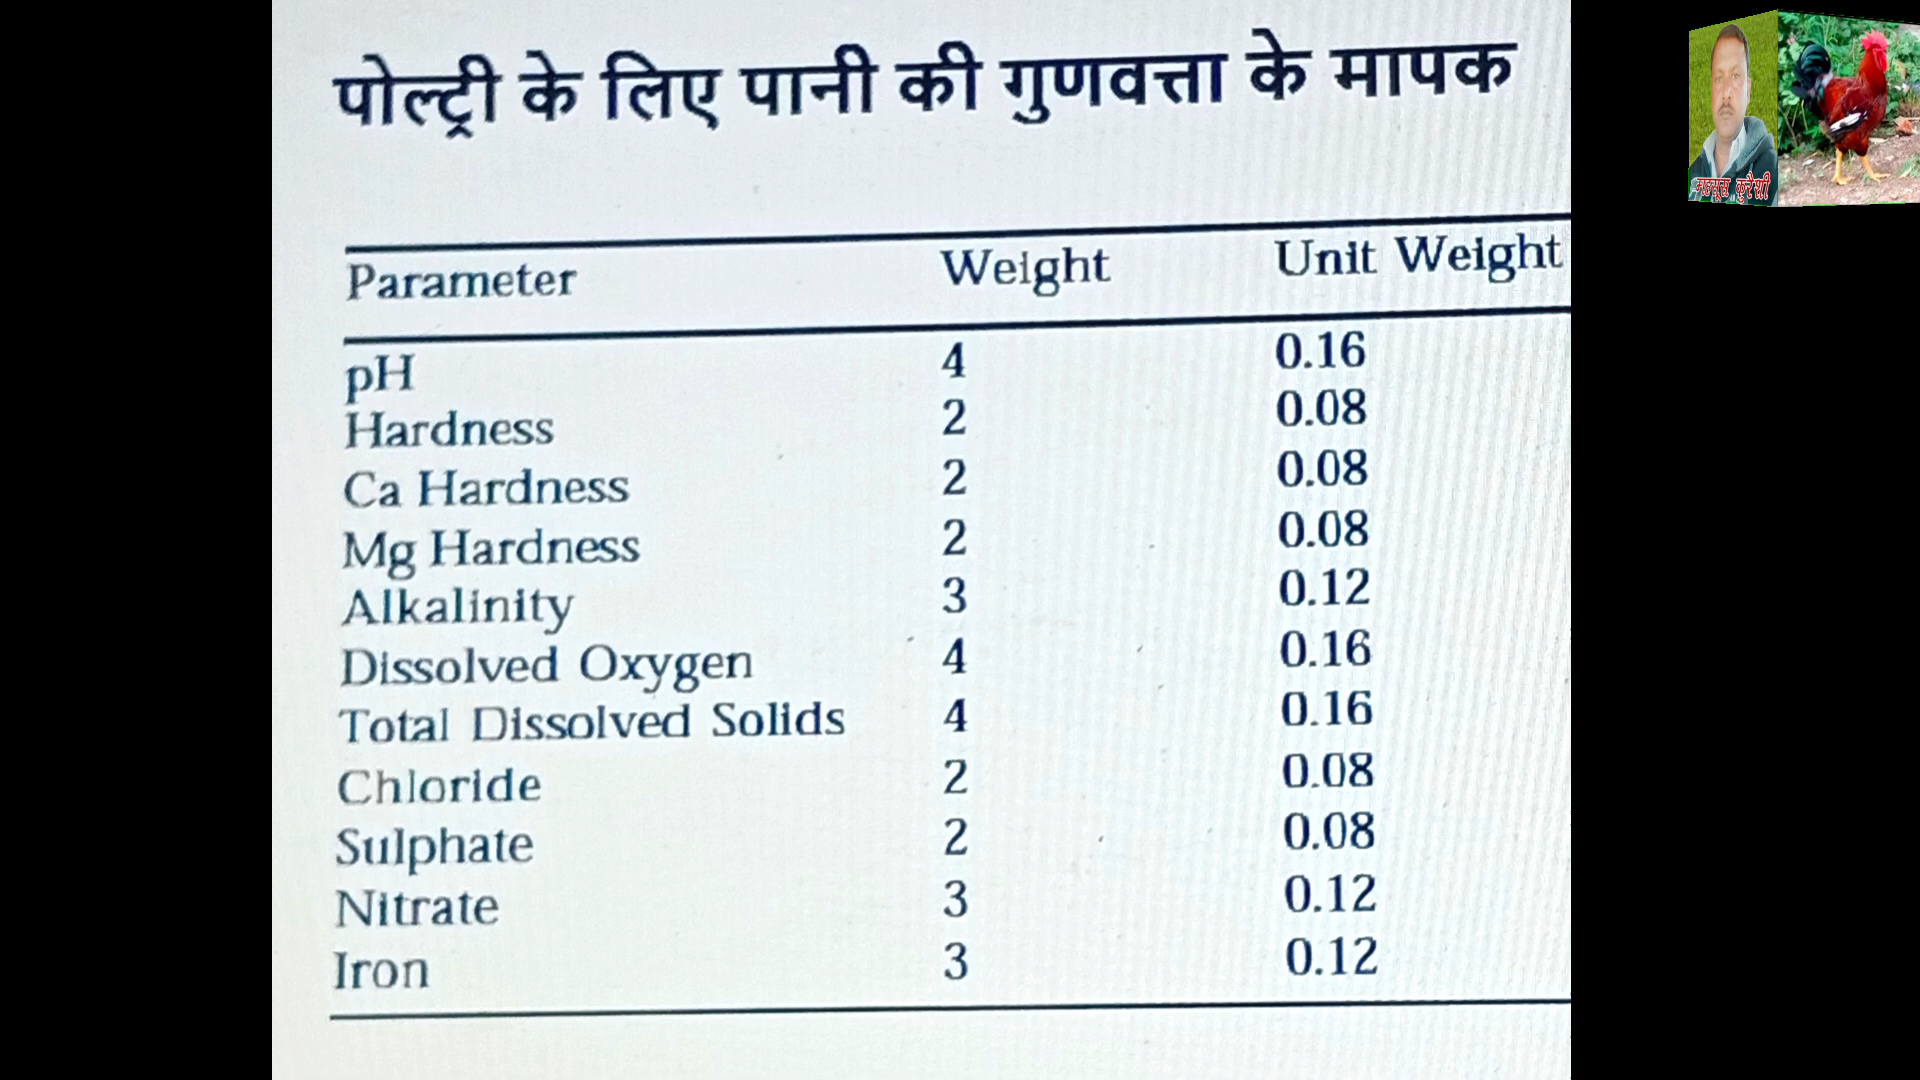 पोल्ट्री के लिए पानी की गुणवत्ता के मापक
Parameter Weight Unit Weight
pH 4 0.16
Hardness 2 0.08
Ca Hardness 2 0.08
Mg Hardness 2 0.08
Alkalinity 3 0.12
Dissolved Oxygen 4 0.16
Total Dissolved Solids 4 0.16
Chloride 2 0.08
Sulphate 2 0.08
Nitrate 3 0.12
Iron 3 0.12
महसूस कुरैशी